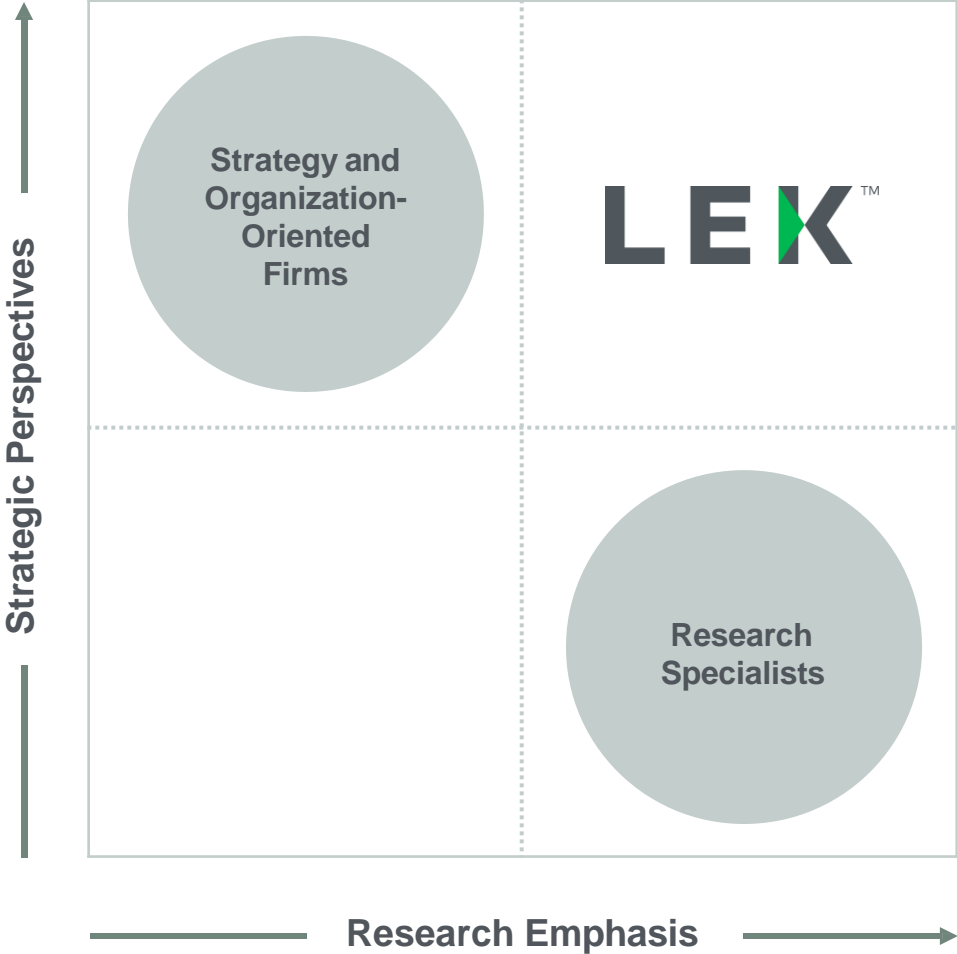 Strategic Perspectives
Strategy and
Organization-
Oriented
Firms
LEK™
Research
Specialists
Research Emphasis